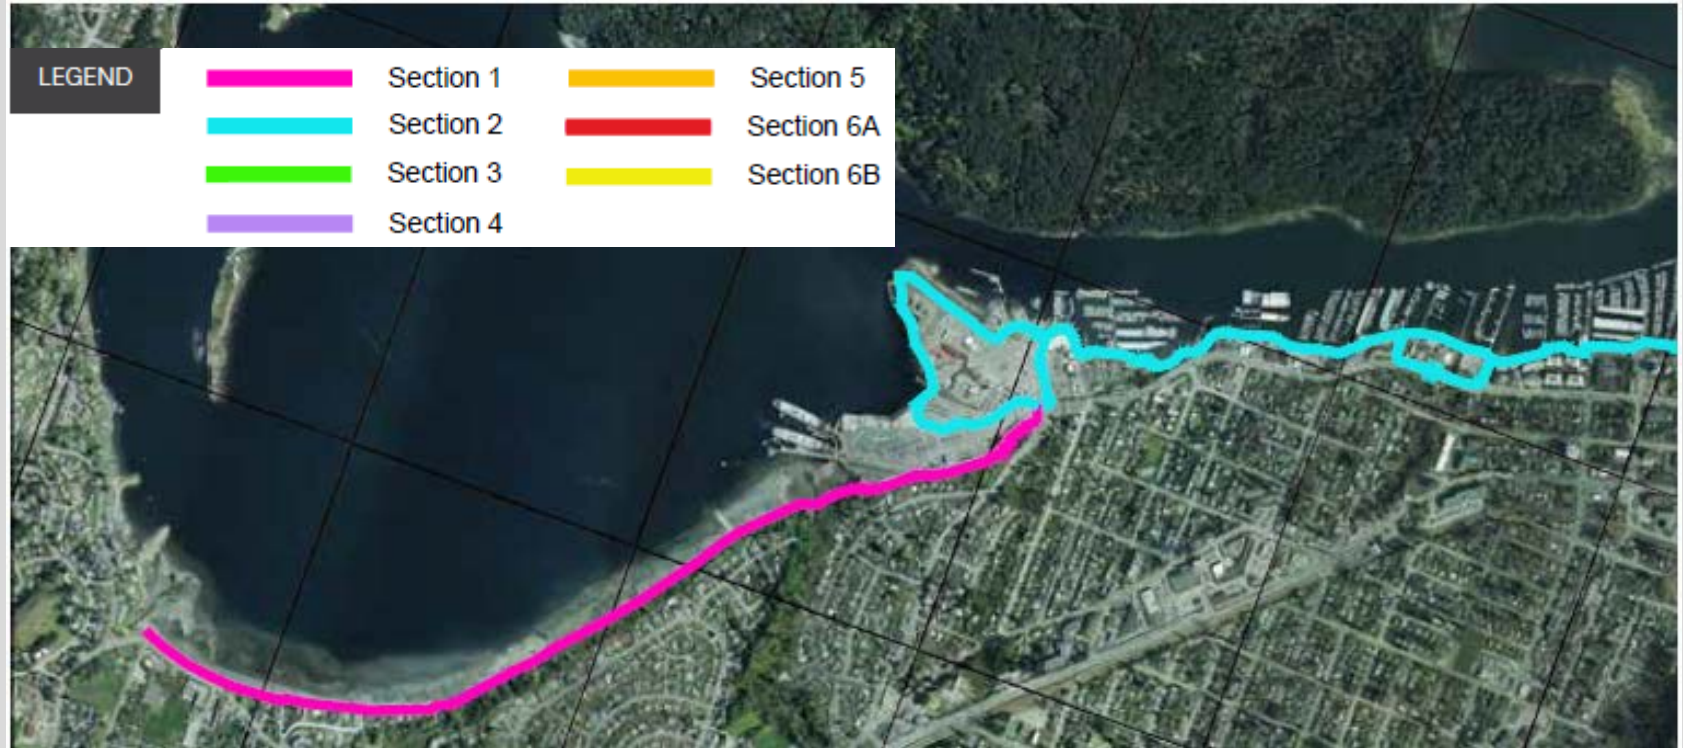 LEGEND
Section 1
Section 2
Section 3
Section 4
Section 5
Section 6A
Section 6B